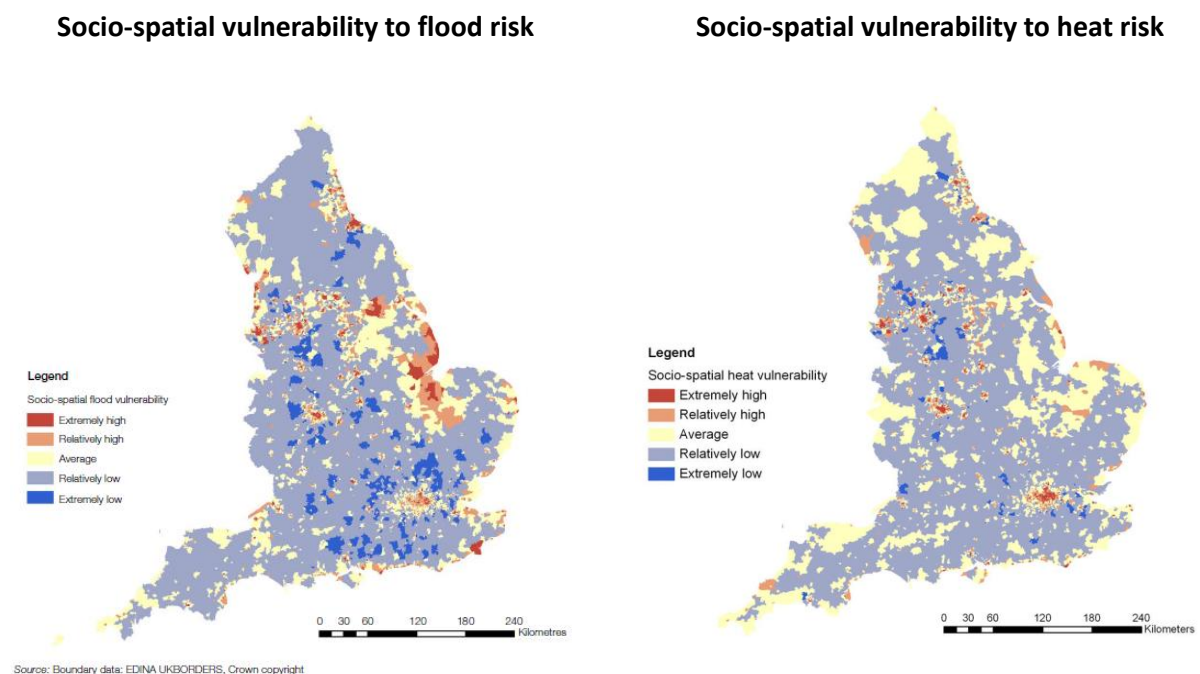 Socio-spatial vulnerability to flood risk
Socio-spatial vulnerability to heat risk
Legend
Socio-spatial flood vulnerability
Extremely high
Relatively high
Average
Relatively low
Extremely low
0 30 60 120 180 240
Kilometres
Source: Boundary data: EDINA UKBORDERS, Crown copyright
Legend
Socio-spatial heat vulnerability
Extremely high
Relatively high
Average
Relatively low
Extremely low
0 30 60 120 180 240
Kilometers